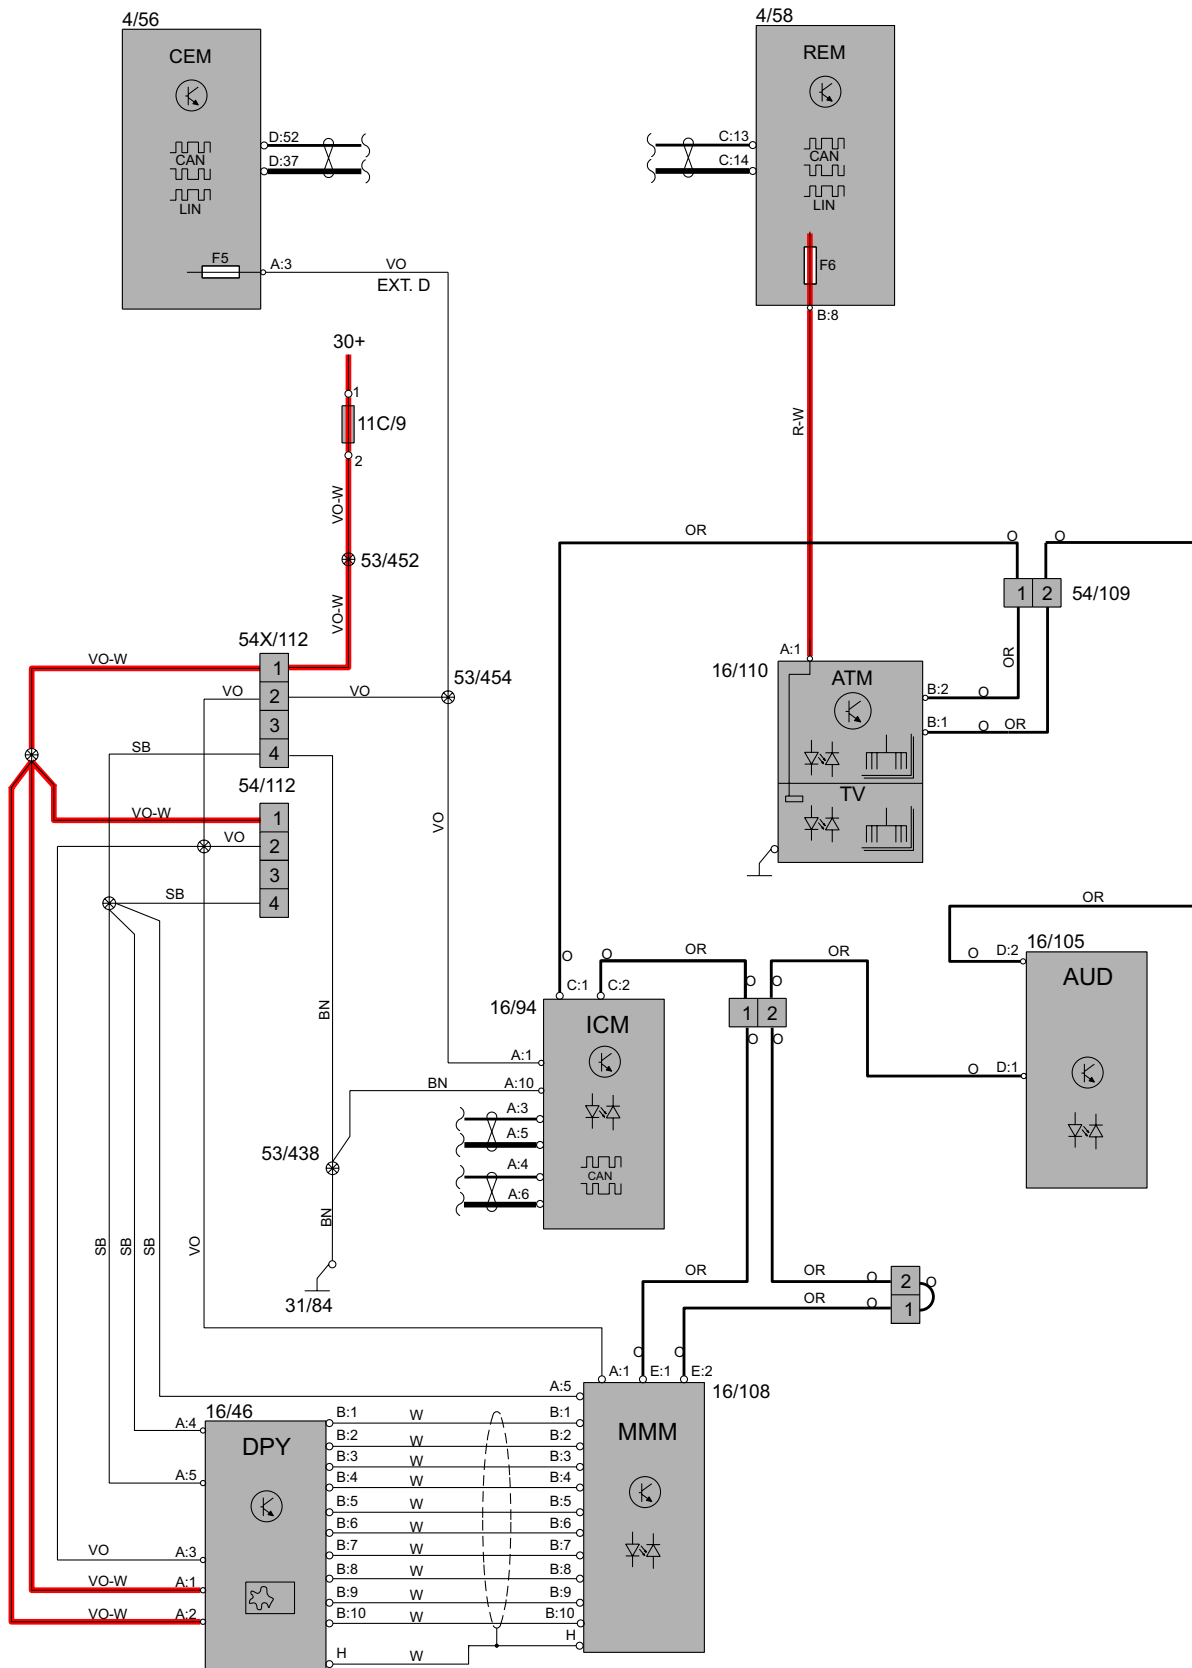 4/56
CEM
D:52
D:37
CAN
LIN
F5
A:3
VO
EXT. D
4/58
REM
C:13
C:14
CAN
LIN
F6
B:8
R-W
30+
1
11C/9
2
VO-W
53/452
VO-W
54X/112
VO-W
1
VO
2
VO
53/454
3
SB
4
54/112
VO-W
1
VO
2
3
SB
4
VO
BN
OR
O
O
1 2
54/109
OR
A:1
16/110
ATM
B:2
O
B:1
O
OR
TV
OR
16/105
O
D:2
AUD
O
D:1
O
O
OR
OR
C:1
C:2
O
O
16/94
ICM
1 2
O
O
A:1
BN
A:10
A:3
A:5
A:4
A:6
CAN
53/438
BN
31/84
SB
SB
SB
VO
OR
OR
O
2
O
OR
O
1
O
O
A:1
E:1
E:2
16/108
A:5
MMM
16/46
DPY
A:4
A:5
VO
A:3
VO-W
A:1
VO-W
A:2
B:1
W
B:1
B:2
W
B:2
B:3
W
B:3
B:4
W
B:4
B:5
W
B:5
B:6
W
B:6
B:7
W
B:7
B:8
W
B:8
B:9
W
B:9
B:10
W
B:10
H
W
H